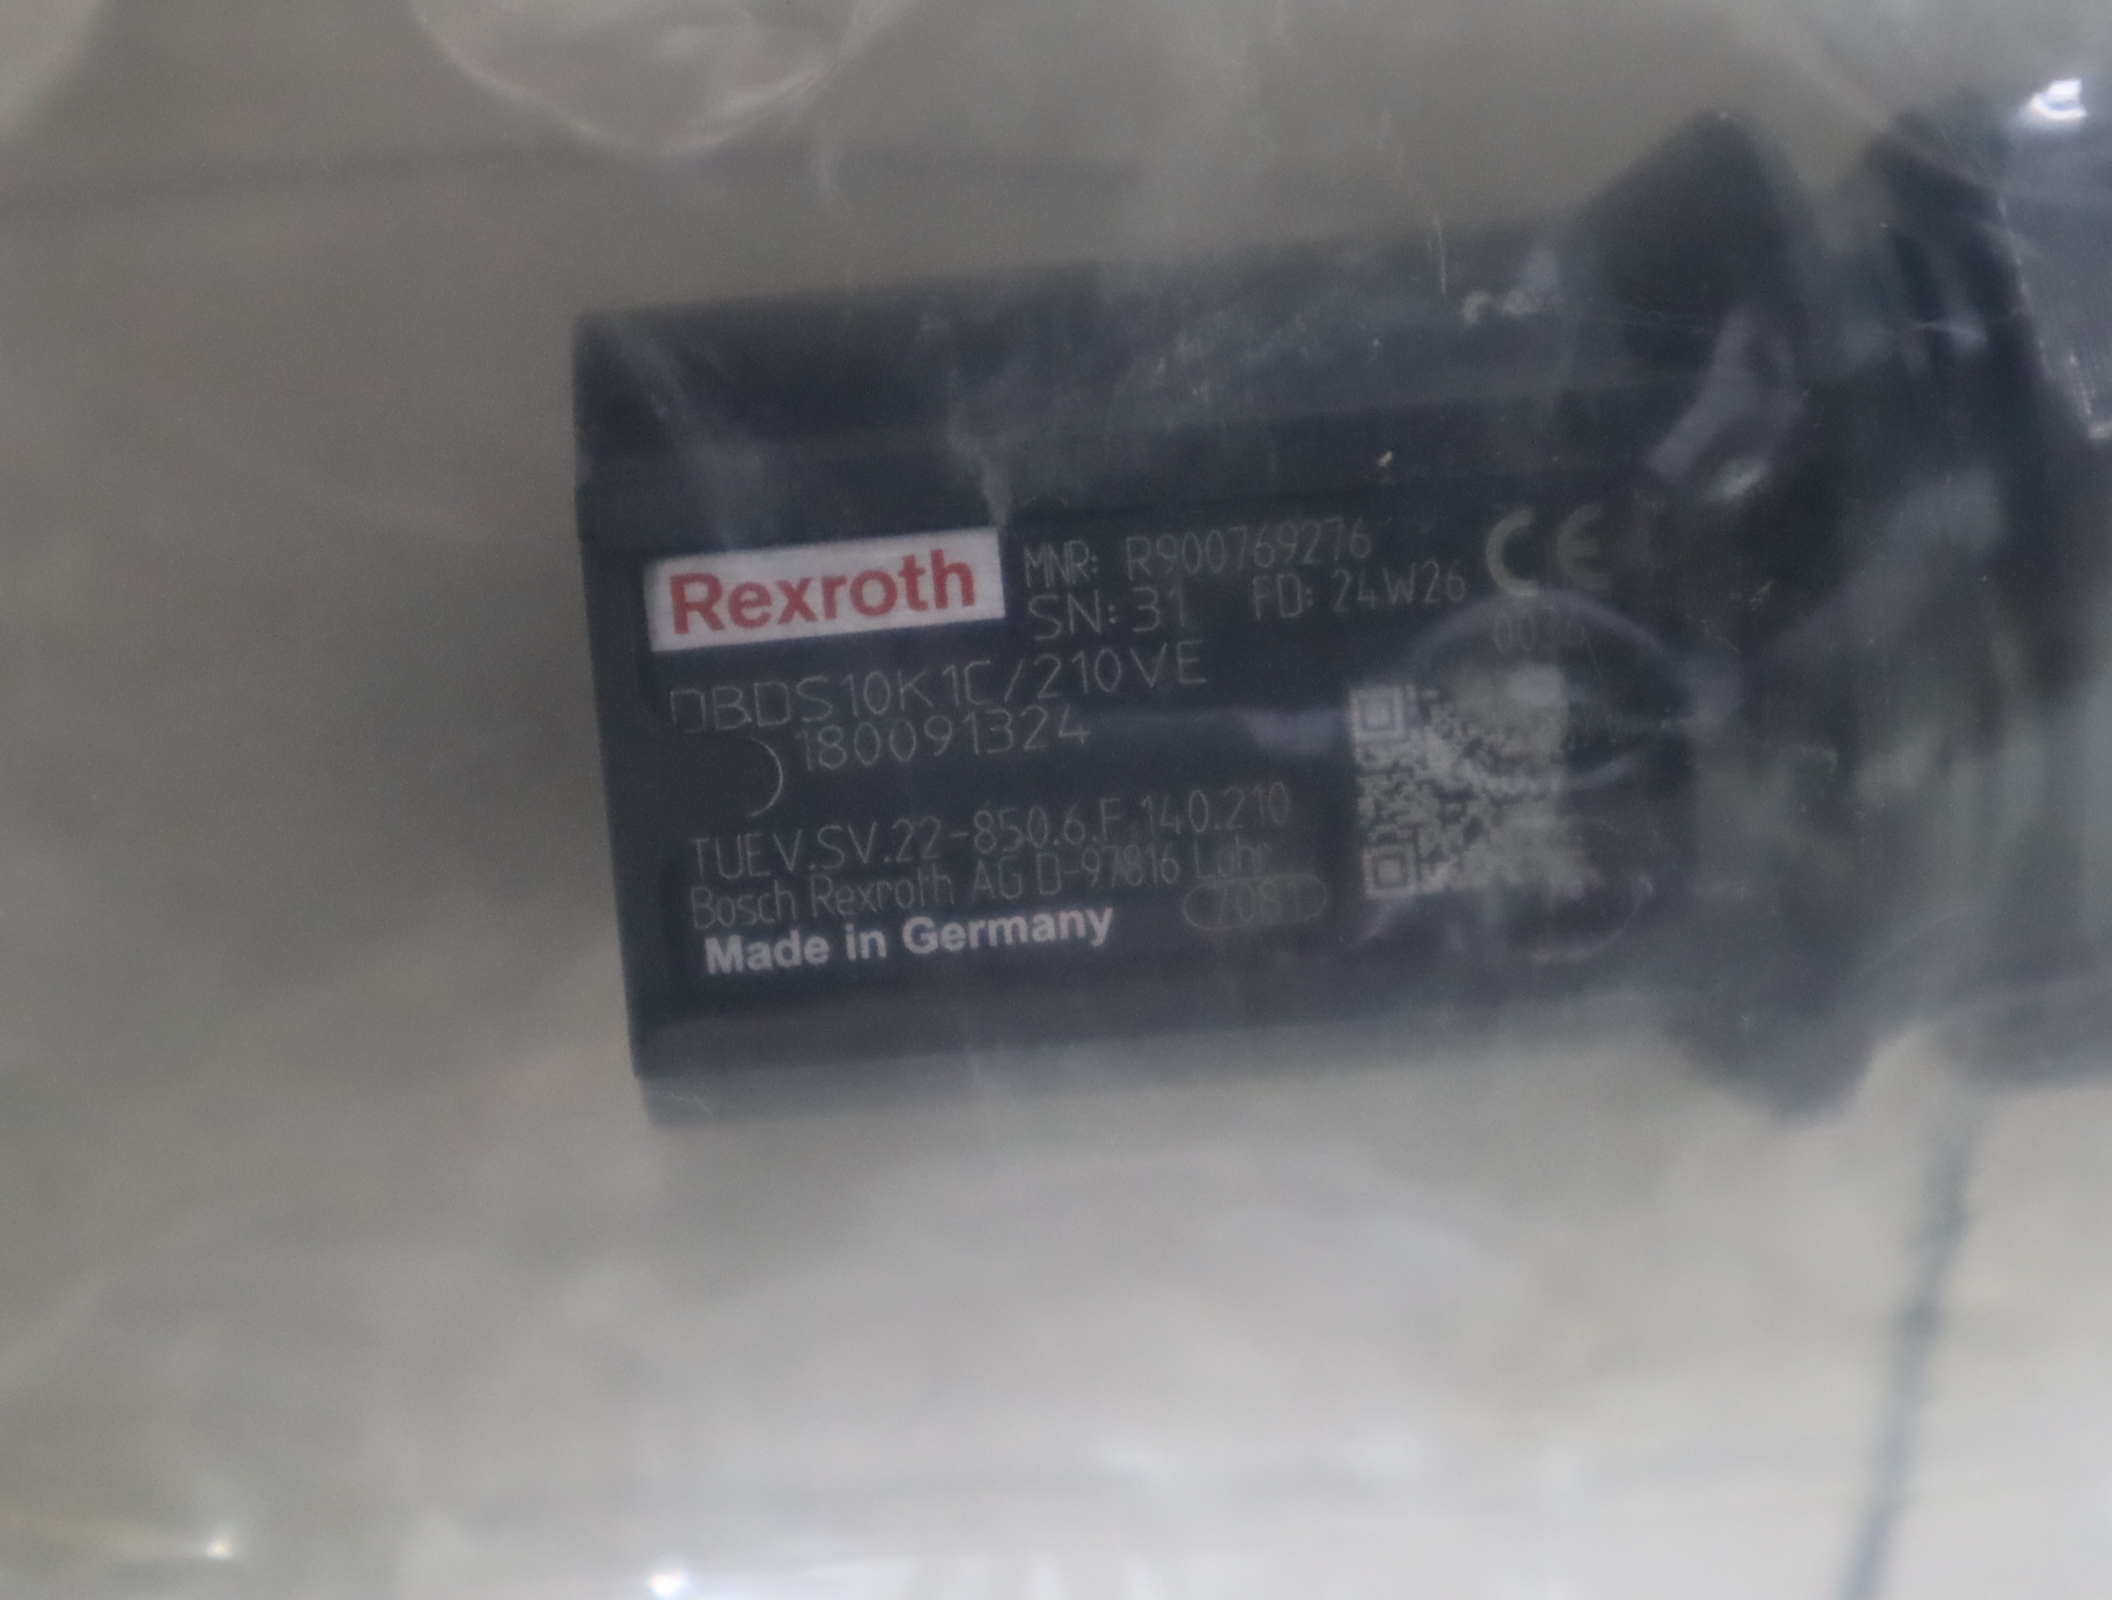 Rexroth
MNR: R900769276
SN: 31 FD: 24W26
CE
DBDS10K1C/210VE
180091324
TUEV.SV.22-850.6.F.140.210
Bosch Rexroth AG D-97816 Lohr
Made in Germany